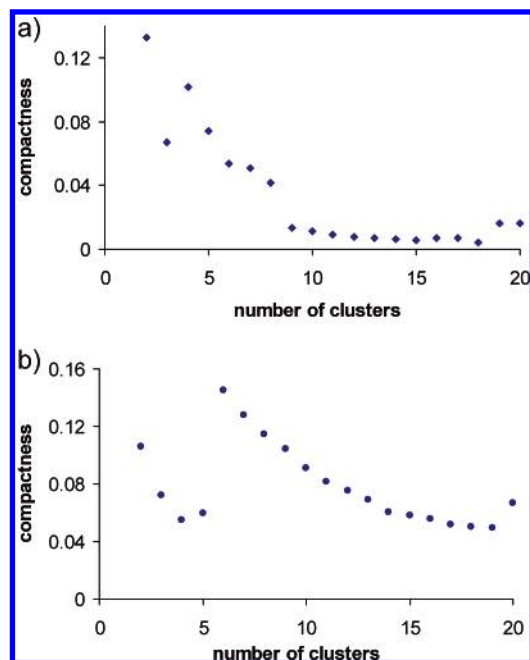 a)
0.12
0.08
0.04
0
compactness
0 5 10 15 20
number of clusters
b)
0.16
0.12
0.08
0.04
0
compactness
0 5 10 15 20
number of clusters